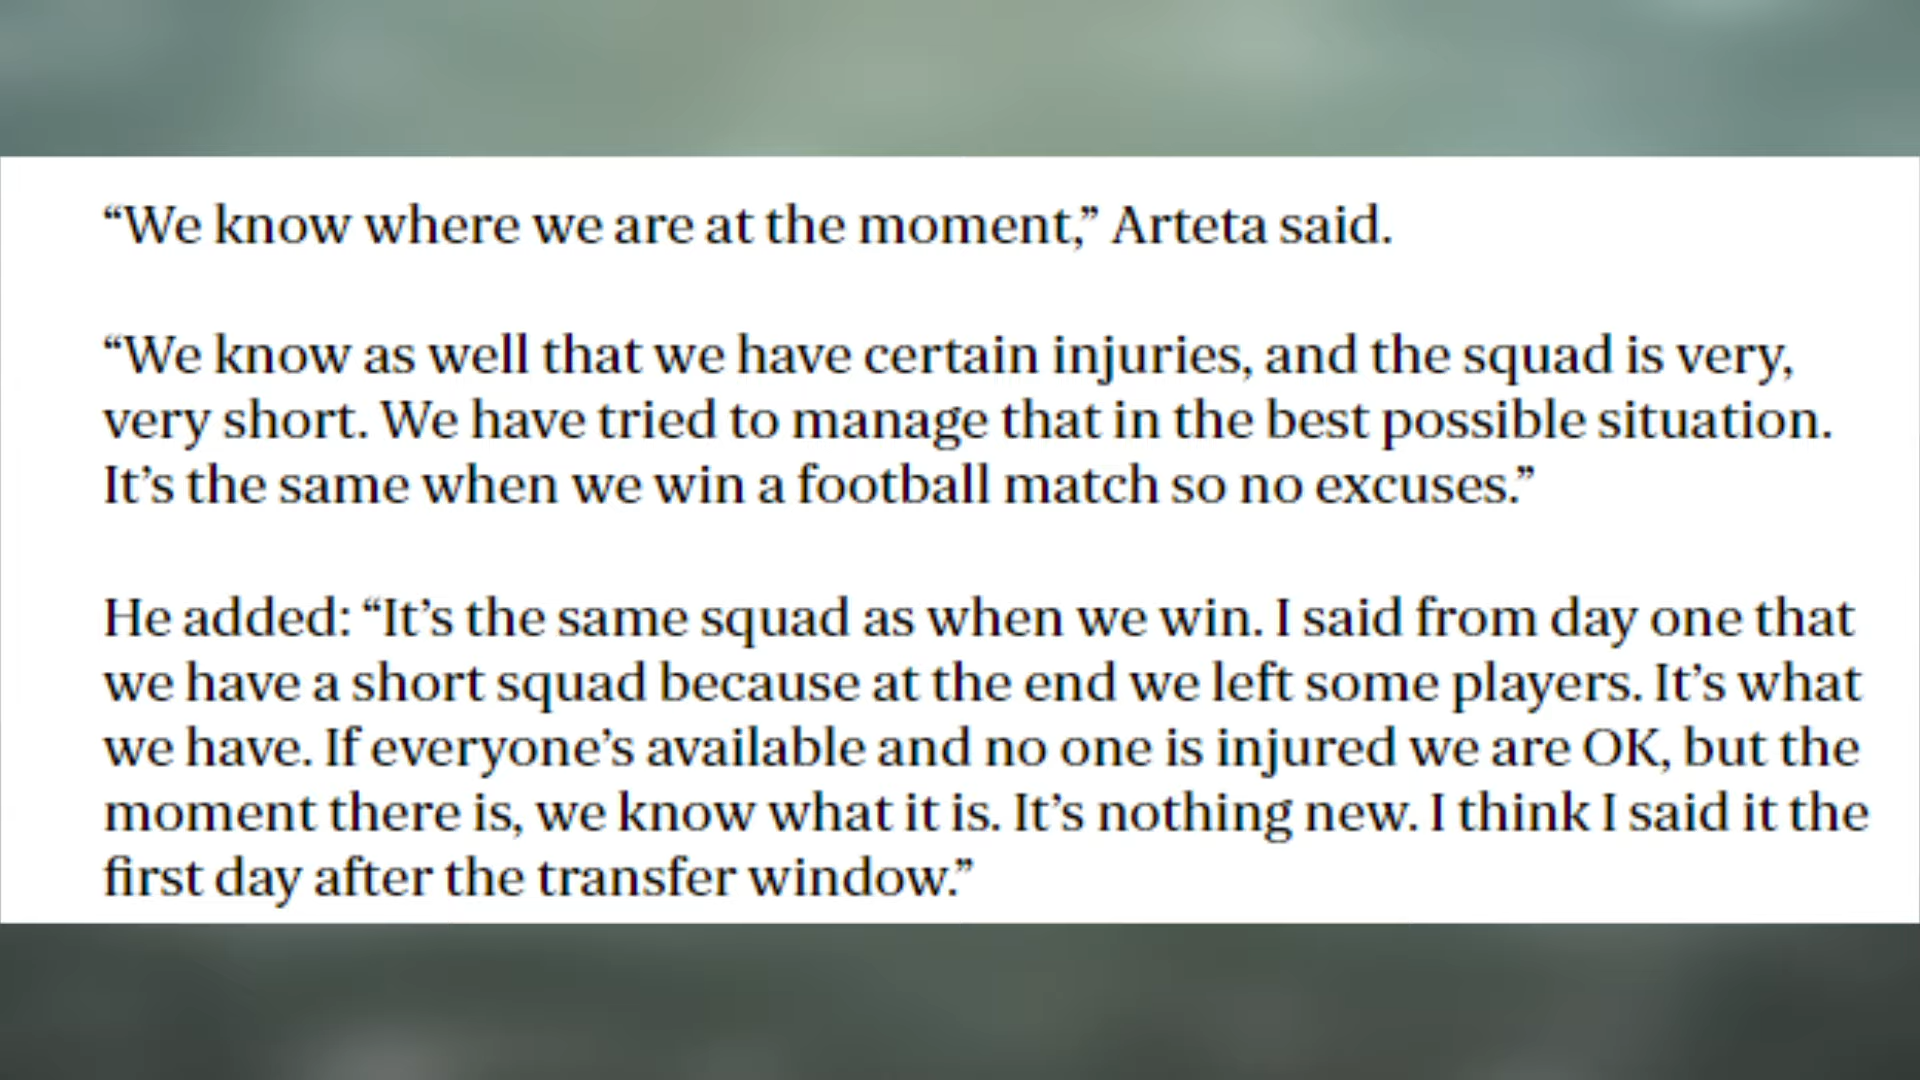 “We know where we are at the moment,” Arteta said.
“We know as well that we have certain injuries, and the squad is very,
very short. We have tried to manage that in the best possible situation.
It’s the same when we win a football match so no excuses.”
He added: “It’s the same squad as when we win. I said from day one that
we have a short squad because at the end we left some players. It’s what
we have. If everyone’s available and no one is injured we are OK, but the
moment there is, we know what it is. It’s nothing new. I think I said it the
first day after the transfer window.”